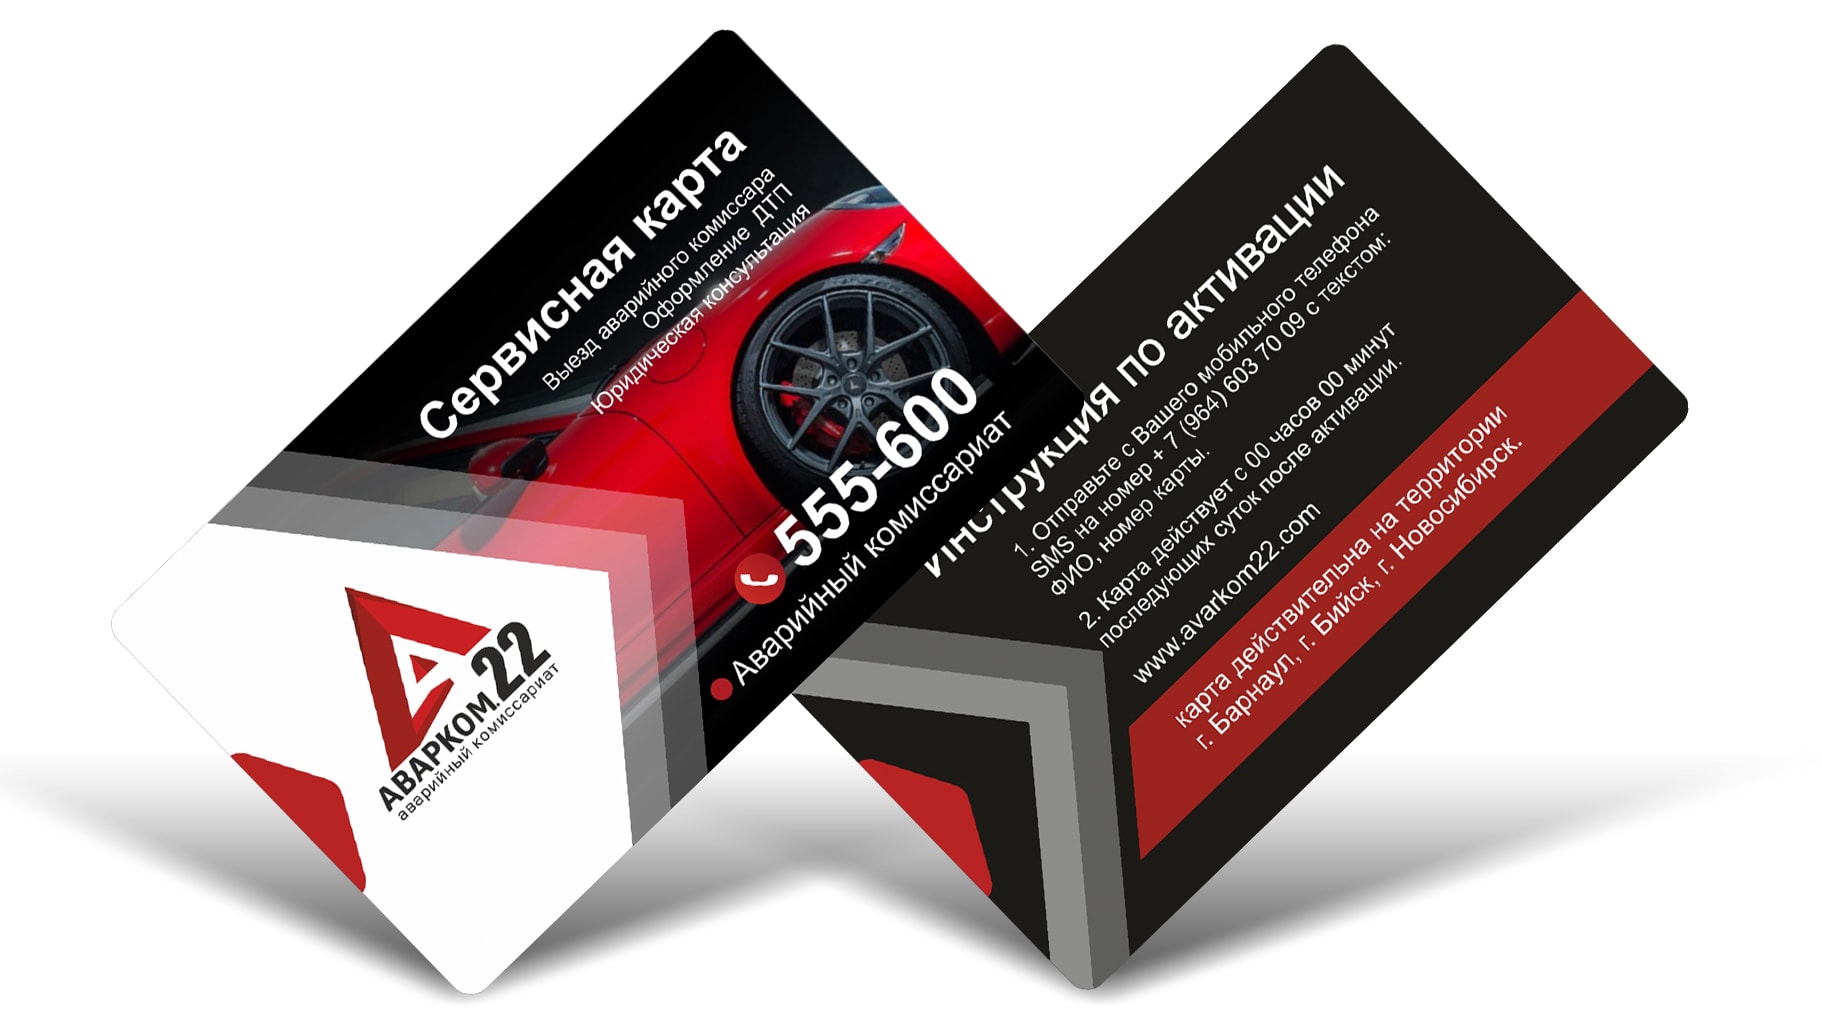 Сервисная карта
Выезд аварийного комиссара
Оформление ДТП
Юридическая консультация
555-600
Аварийный комиссариат
АВАРКОМ.22
аварийный комиссариат
Инструкция по активации
1. Отправьте с Вашего мобильного телефона
SMS на номер + 7 (964) 603 70 09 с текстом:
ФИО, номер карты.
2. Карта действует с 00 часов 00 минут
последующих суток после активации.
www.avarkom22.com
карта действительна на территории
г. Барнаул, г. Бийск, г. Новосибирск.